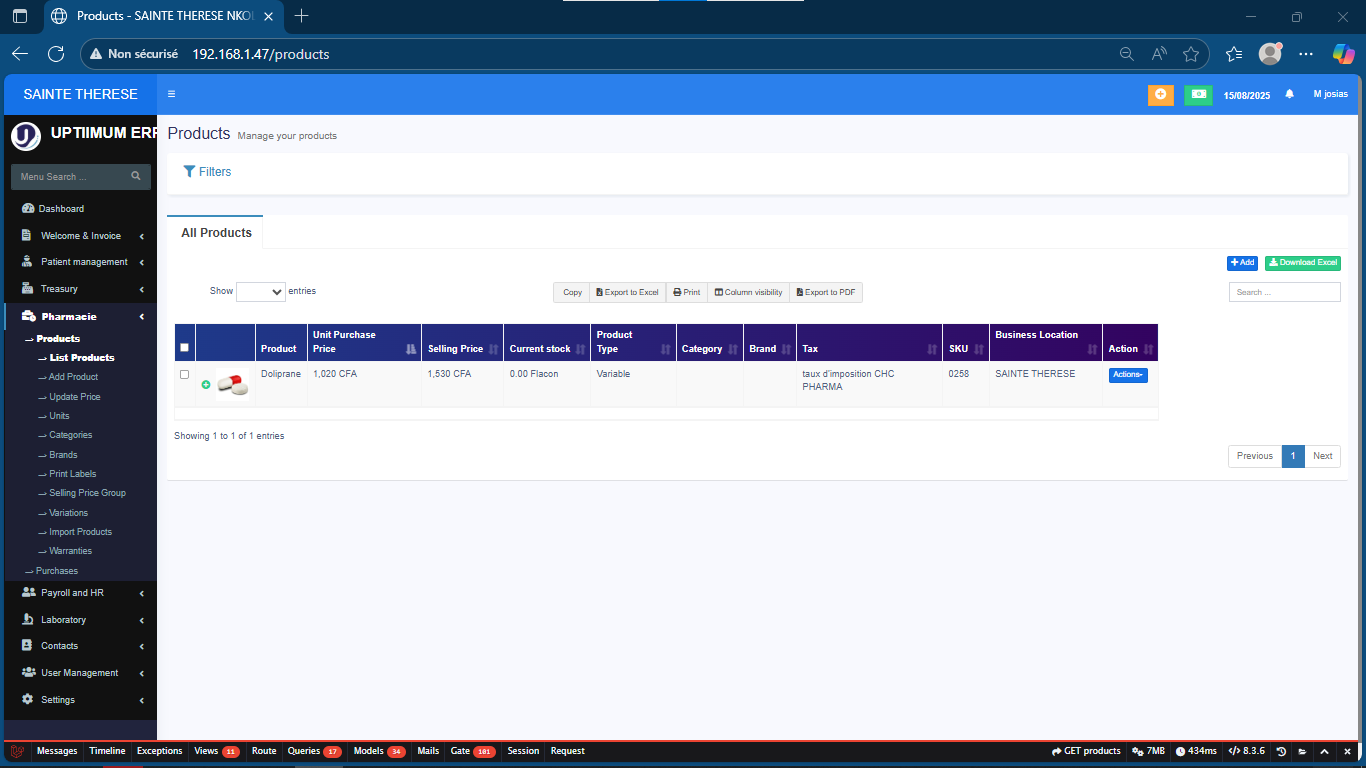 Products - SAINTE THERESE NKOL
Non sécurisé 192.168.1.47/products
SAINTE THERESE
15/08/2025
M josias
UPTIIMUM ERP
Products Manage your products
Menu Search ...
Filters
Dashboard
Welcome & Invoice
Patient management
Treasury
Pharmacie
Products
List Products
Add Product
Update Price
Units
Categories
Brands
Print Labels
Selling Price Group
Variations
Import Products
Warranties
Purchases
Payroll and HR
Laboratory
Contacts
User Management
Settings
All Products
Add Download Excel
Show entries
Copy Export to Excel Print Column visibility Export to PDF
Search ...
Product Unit Purchase Price Selling Price Current stock Product Type Category Brand Tax SKU Business Location Action
Doliprane 1,020 CFA 1,530 CFA 0.00 Flacon Variable taux d'imposition CHC PHARMA 0258 SAINTE THERESE Actions
Showing 1 to 1 of 1 entries
Previous 1 Next
Messages Timeline Exceptions Views 11 Route Queries 17 Models 34 Mails Gate 101 Session Request GET products 7MB 434ms 8.3.6